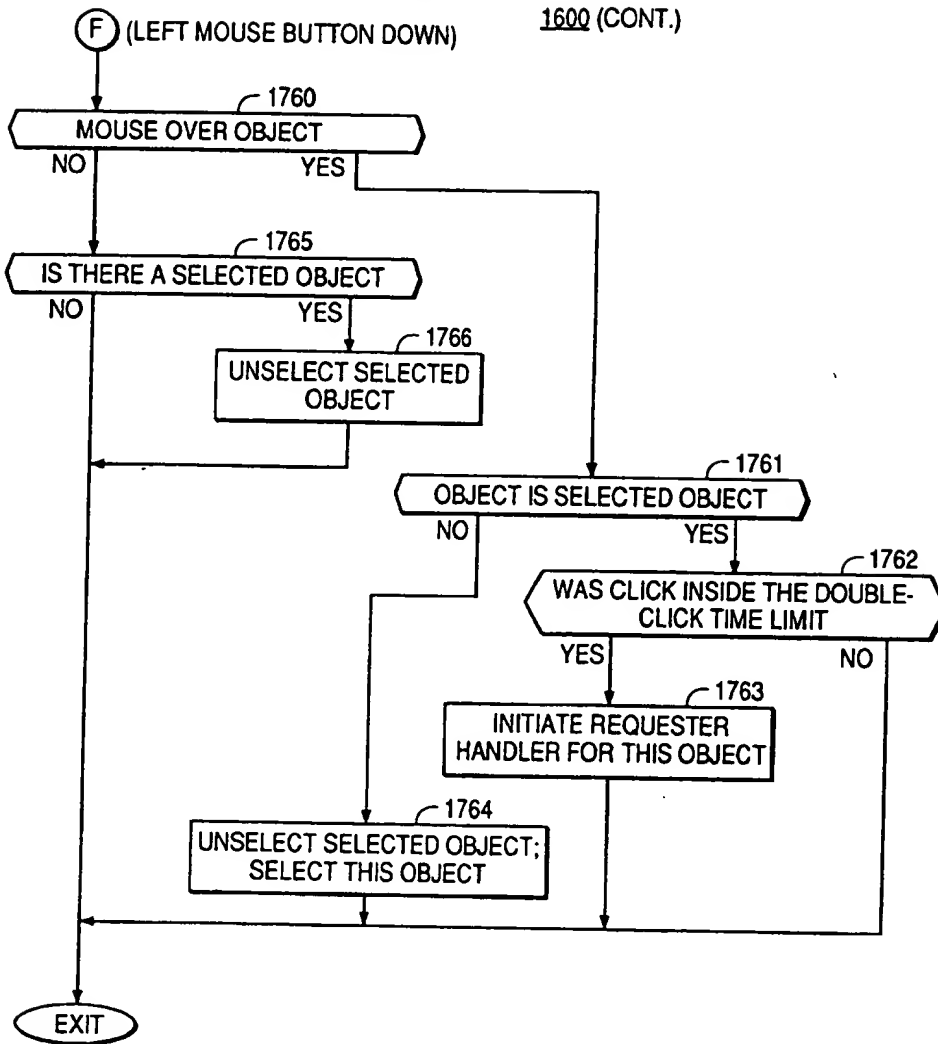 F (LEFT MOUSE BUTTON DOWN)
1600 (CONT.)
1760
MOUSE OVER OBJECT
NO
YES
1765
IS THERE A SELECTED OBJECT
NO
YES
1766
UNSELECT SELECTED
OBJECT
1761
OBJECT IS SELECTED OBJECT
NO
YES
1762
WAS CLICK INSIDE THE DOUBLE-
CLICK TIME LIMIT
YES
NO
1763
INITIATE REQUESTER
HANDLER FOR THIS OBJECT
1764
UNSELECT SELECTED OBJECT;
SELECT THIS OBJECT
EXIT